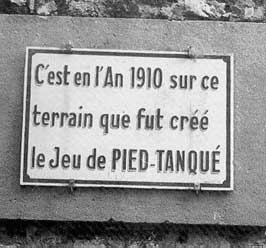 C'est en l'An 1910 sur ce
terrain que fut créé
le Jeu de PIED-TANQUÉ